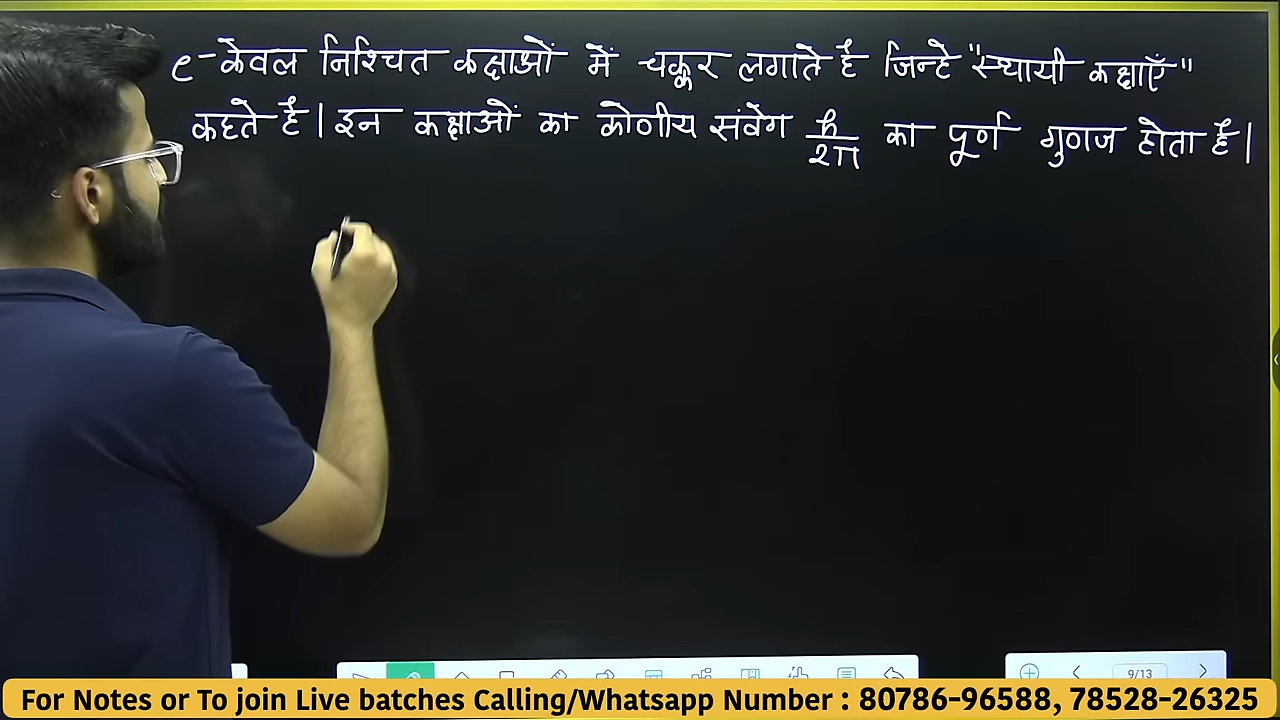 e- केवल निश्चित कक्षाओं में चक्कर लगाते है जिन्हे "स्थायी कक्षाएँ"
कहते है। इन कक्षाओं का कोणीय संवेग h/2π का पूर्ण गुणज होता है।
9/13
For Notes or To join Live batches Calling/Whatsapp Number : 80786-96588, 78528-26325